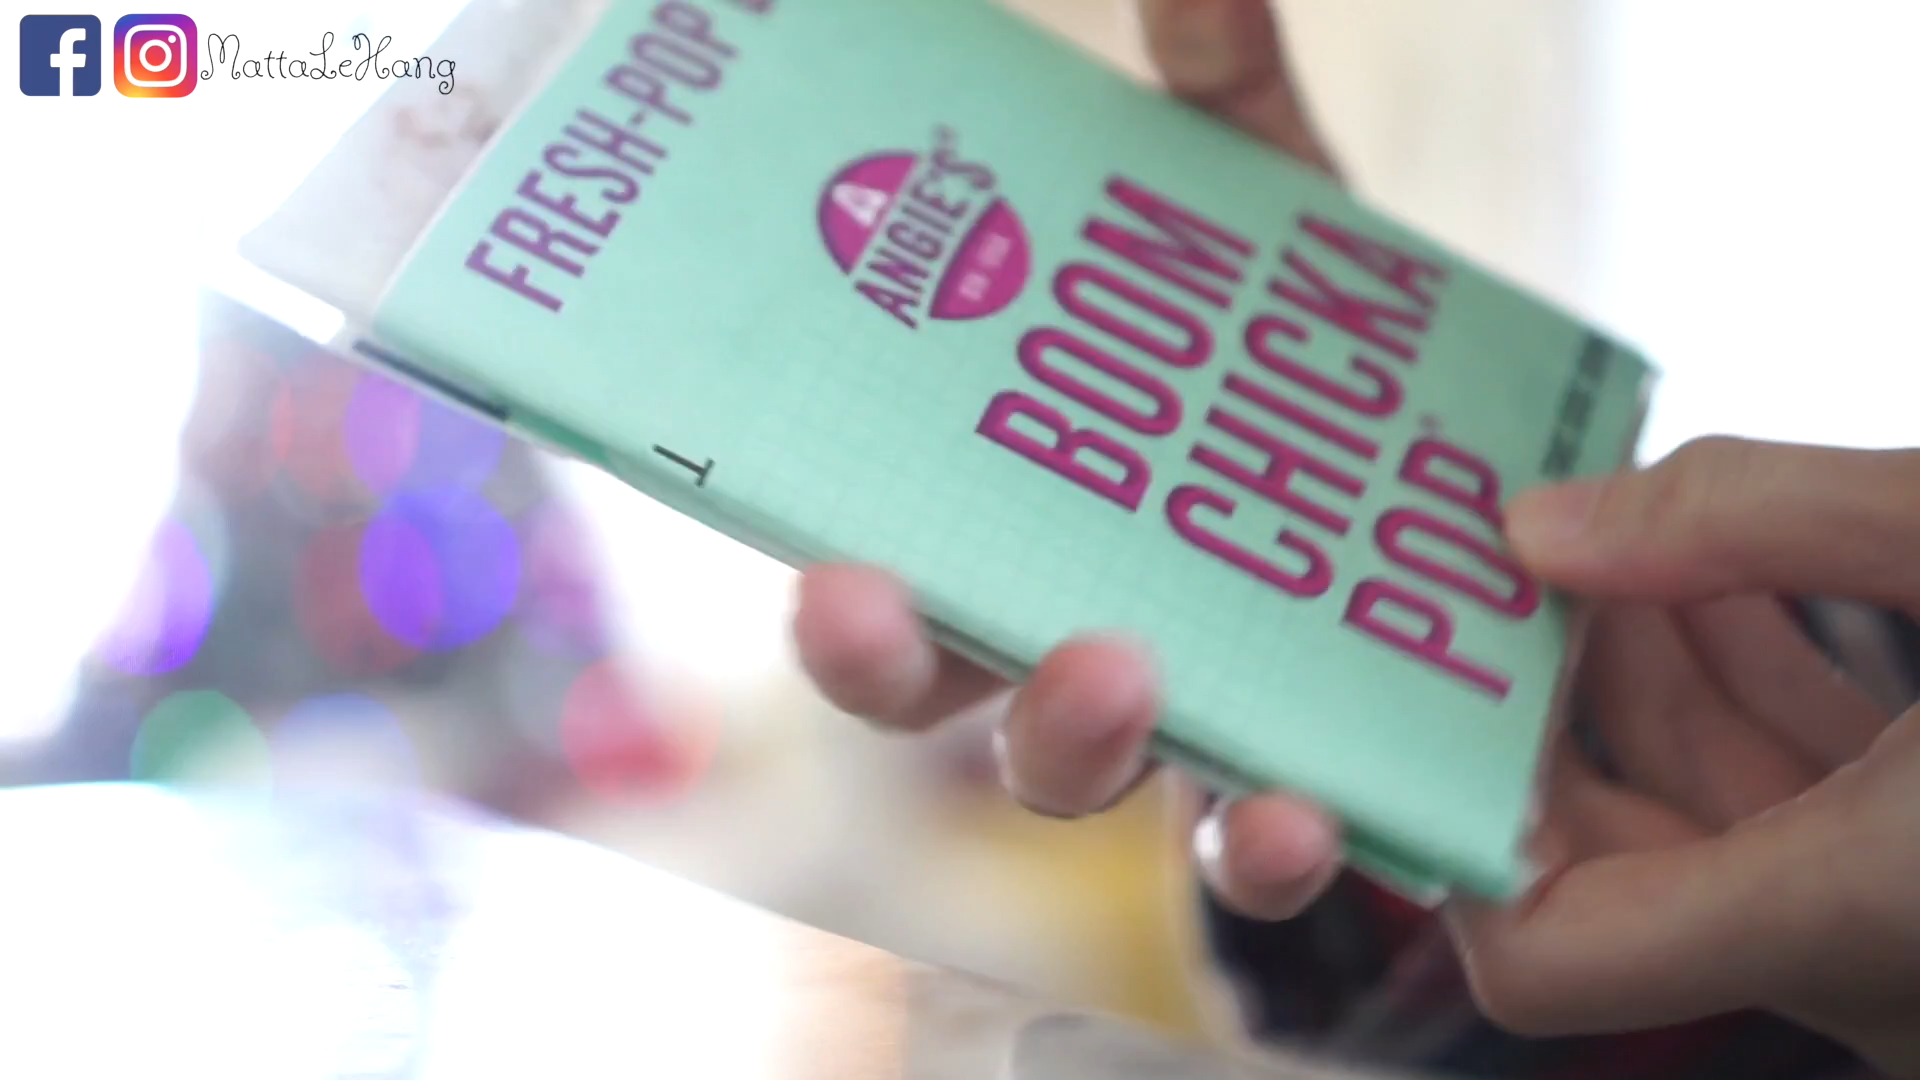 MattaLeHang
FRESH-POP
A
ANGIE'S
BOOM
CHICKA
POP